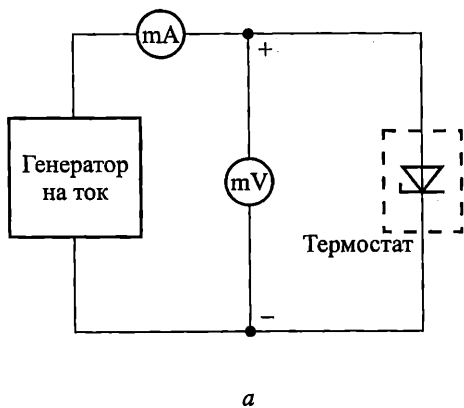 mA
+
Генератор
на ток
mV
Термостат
−
а